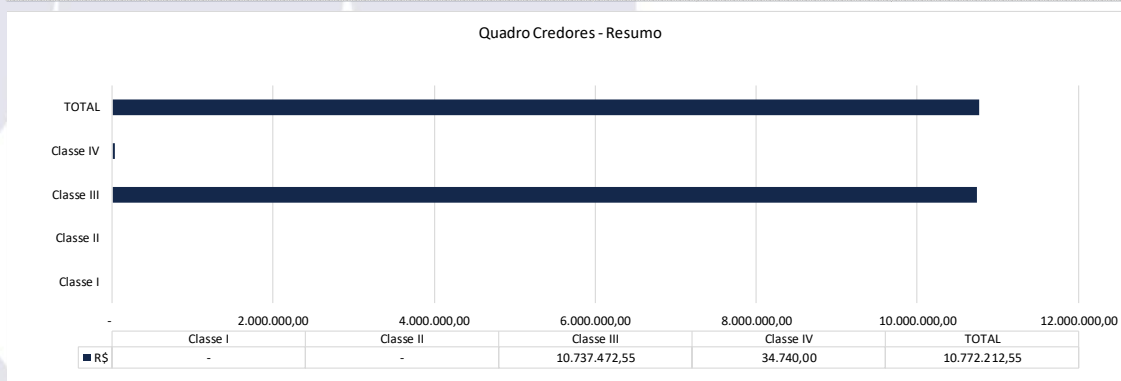 Quadro Credores - Resumo
TOTAL
Classe IV
Classe III
Classe II
Classe I
- 2.000.000,00 4.000.000,00 6.000.000,00 8.000.000,00 10.000.000,00 12.000.000,00
Classe I Classe II Classe III Classe IV TOTAL
R$ - - 10.737.472,55 34.740,00 10.772.212,55